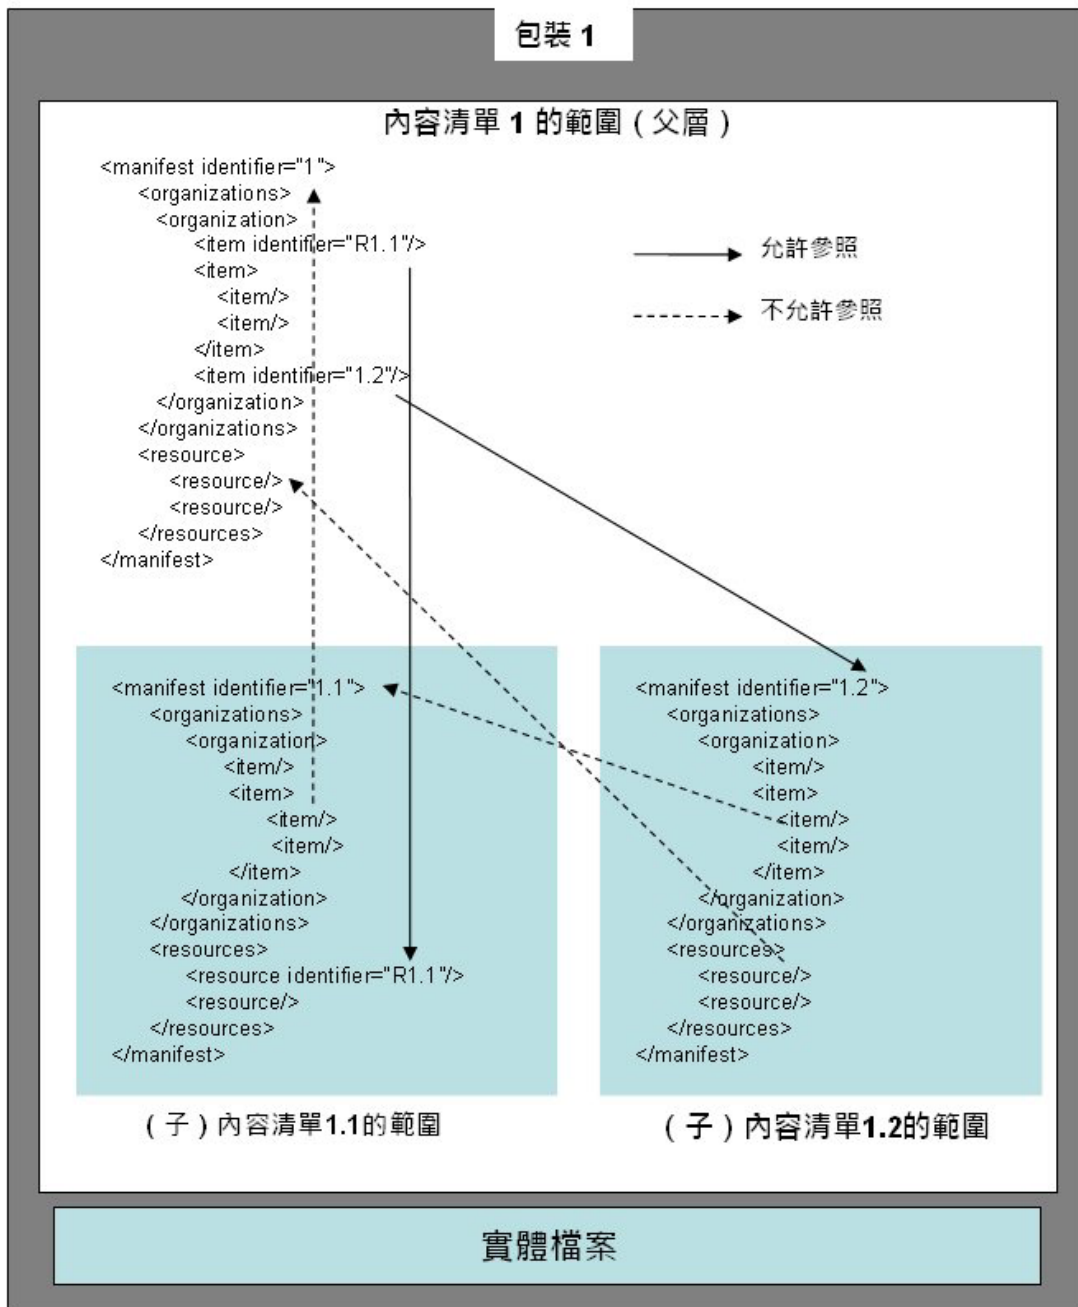 包裝 1
內容清單 1 的範圍 ( 父層 )
<manifest identifier="1">
<organizations>
<organization>
<item identifier="R1.1"/>
<item>
<item/>
<item/>
</item>
<item identifier="1.2"/>
</organization>
</organizations>
<resource>
<resource/>
<resource/>
</resources>
</manifest>
允許參照
不允許參照
<manifest identifier="1.1">
<organizations>
<organization>
<item/>
<item>
<item/>
<item/>
</item>
</organization>
</organizations>
<resources>
<resource identifier="R1.1"/>
<resource/>
</resources>
</manifest>
( 子 ) 內容清單1.1的範圍
<manifest identifier="1.2">
<organizations>
<organization>
<item/>
<item>
<item/>
<item/>
</item>
</organization>
</organizations>
<resources>
<resource/>
<resource/>
</resources>
</manifest>
( 子 ) 內容清單1.2的範圍
實體檔案